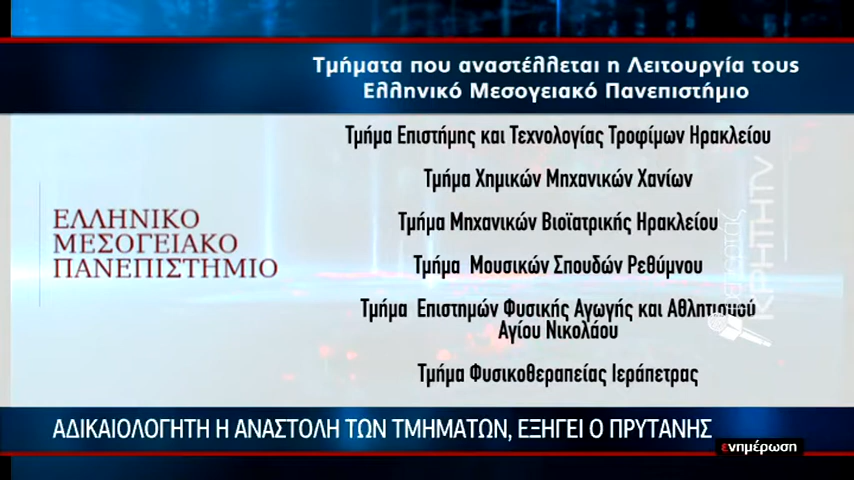 Τμήματα που αναστέλλεται η Λειτουργία τους
Ελληνικό Μεσογειακό Πανεπιστήμιο
Τμήμα Επιστήμης και Τεχνολογίας Τροφίμων Ηρακλείου
Τμήμα Χημικών Μηχανικών Χανίων
Τμήμα Μηχανικών Βιοϊατρικής Ηρακλείου
Τμήμα Μουσικών Σπουδών Ρεθύμνου
Τμήμα Επιστημών Φυσικής Αγωγής και Αθλητισμού
Αγίου Νικολάου
Τμήμα Φυσικοθεραπείας Ιεράπετρας
ΕΛΛΗΝΙΚΟ
ΜΕΣΟΓΕΙΑΚΟ
ΠΑΝΕΠΙΣΤΗΜΙΟ
ΚΡΗΤΗTV
ΑΔΙΚΑΙΟΛΟΓΗΤΗ Η ΑΝΑΣΤΟΛΗ ΤΩΝ ΤΜΗΜΑΤΩΝ, ΕΞΗΓΕΙ Ο ΠΡΥΤΑΝΗΣ
ενημέρωση